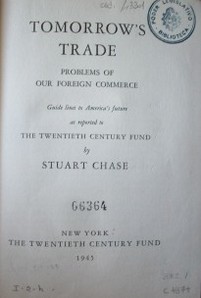 TOMORROW'S
TRADE
PROBLEMS OF
OUR FOREIGN COMMERCE
Guide lines to America's future
as reported to
THE TWENTIETH CENTURY FUND
by
STUART CHASE
66364
NEW YORK
THE TWENTIETH CENTURY FUND
1945